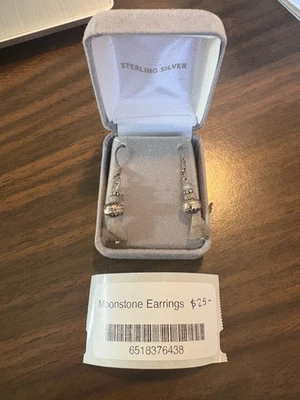 STERLING SILVER
Moonstone Earrings $25-
6518376438